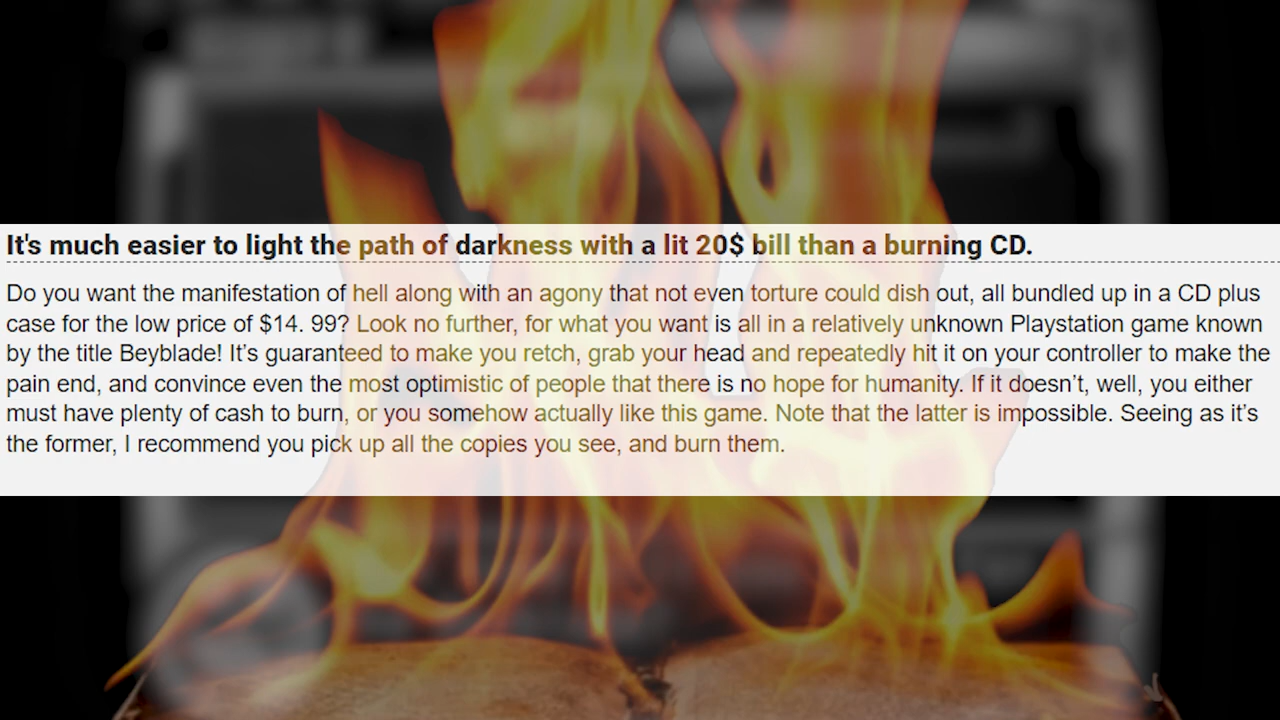 It's much easier to light the path of darkness with a lit 20$ bill than a burning CD.
Do you want the manifestation of hell along with an agony that not even torture could dish out, all bundled up in a CD plus
case for the low price of $14. 99? Look no further, for what you want is all in a relatively unknown Playstation game known
by the title Beyblade! It’s guaranteed to make you retch, grab your head and repeatedly hit it on your controller to make the
pain end, and convince even the most optimistic of people that there is no hope for humanity. If it doesn’t, well, you either
must have plenty of cash to burn, or you somehow actually like this game. Note that the latter is impossible. Seeing as it’s
the former, I recommend you pick up all the copies you see, and burn them.